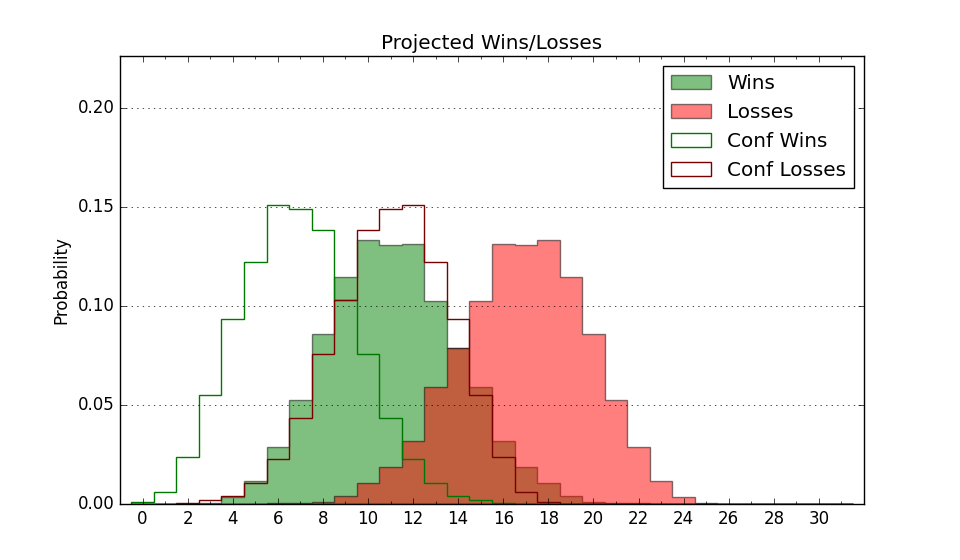 Projected Wins/Losses
Wins
Losses
Conf Wins
Conf Losses
Probability
0.20
0.15
0.10
0.05
0.00
0 2 4 6 8 10 12 14 16 18 20 22 24 26 28 30